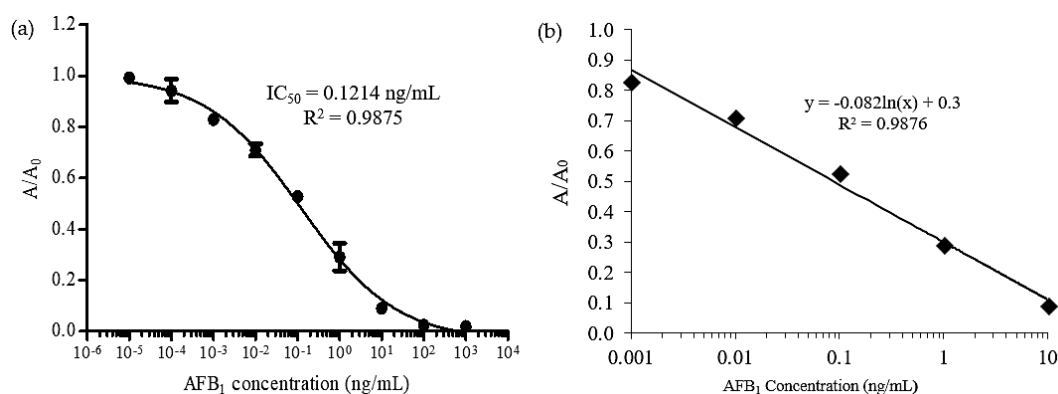 (a)
1.2
1.0
0.8
0.6
0.4
0.2
0.0
A/A₀
IC₅₀ = 0.1214 ng/mL
R² = 0.9875
10⁻⁶ 10⁻⁵ 10⁻⁴ 10⁻³ 10⁻² 10⁻¹ 10⁰ 10¹ 10² 10³ 10⁴
AFB₁ concentration (ng/mL)
(b)
1.0
0.9
0.8
0.7
0.6
0.5
0.4
0.3
0.2
0.1
0.0
A/A₀
y = -0.082ln(x) + 0.3
R² = 0.9876
0.001 0.01 0.1 1 10
AFB₁ Concentration (ng/mL)